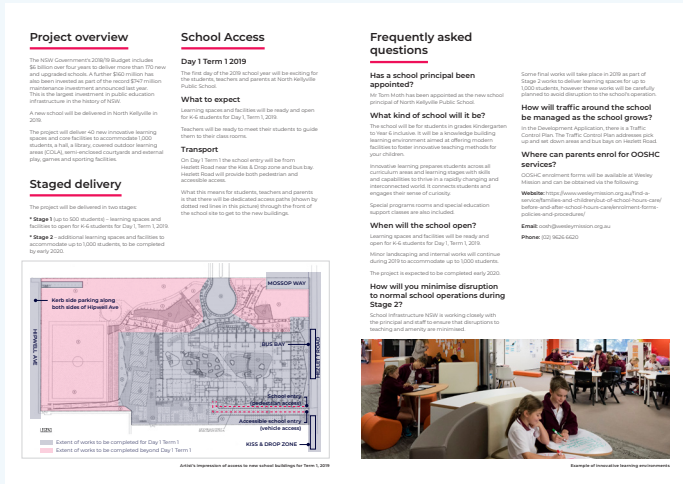 Project overview
The NSW Government's 2018/19 Budget includes
$6 billion over four years to deliver more than 170 new
and upgraded schools. A further $160 million has
also been invested as part of the record $747 million
maintenance investment announced last year.
This is the largest investment in public education
infrastructure in the history of NSW.
A new school will be delivered in North Kellyville in
2019
The project will deliver 40 new innovative learning
spaces and core facilities to accommodate 1,000
students, a hall, a library, covered outdoor learning
areas (COLA), semi-enclosed courtyards and external
play, games and sporting facilities.
Staged delivery
The project will be delivered in two stages:
* Stage 1 (up to 500 students) – learning spaces and
facilities to open for K-6 students for Day 1, Term 1, 2019.
* Stage 2 – additional learning spaces and facilities to
accommodate up to 1,000 students, to be completed
by early 2020.
School Access
Day 1 Term 1 2019
The first day of the 2019 school year will be exciting for
the students, teachers and parents at North Kellyville
Public School.
What to expect
Learning spaces and facilities will be ready and open
for K-6 students for Day 1, Term 1, 2019.
Teachers will be ready to meet their students to guide
them to their class rooms.
Transport
On Day 1 Term 1 the school entry will be from
Hezlett Road near the Kiss & Drop zone and bus bay.
Hezlett Road will provide both pedestrian and
accessible access.
What this means for students, teachers and parents
is that there will be dedicated access paths (shown by
dotted red lines in this picture) through the front of
the school site to get to the new buildings.
MOSSOP WAY
Kerb side parking along
both sides of Hipwell Ave
HIPWELL AVE
BUS BAY
HEZLETT ROAD
School entry
(pedestrian access)
Accessible school entry
(vehicle access)
KISS & DROP ZONE
Extent of works to be completed for Day 1 Term 1
Extent of works to be completed beyond Day 1 Term 1
Artist's impression of access to new school buildings for Term 1, 2019
Frequently asked
questions
Has a school principal been
appointed?
Mr Tom Moth has been appointed as the new school
principal of North Kellyville Public School.
What kind of school will it be?
The school will be for students in grades Kindergarten
to Year 6 inclusive. It will be a knowledge building
learning environment aimed at offering modern
facilities to foster innovative teaching methods for
your children.
Innovative learning prepares students across all
curriculum areas and learning stages with skills
and capabilities to thrive in a rapidly changing and
interconnected world. It connects students and
engages their sense of curiosity.
Special programs rooms and special education
support classes are also included.
When will the school open?
Learning spaces and facilities will be ready and
open for K-6 students for Day 1, Term 1, 2019.
Minor landscaping and internal works will continue
during 2019 to accommodate up to 1,000 students.
The project is expected to be completed early 2020.
How will you minimise disruption
to normal school operations during
Stage 2?
School Infrastructure NSW is working closely with
the principal and staff to ensure that disruptions to
teaching and amenity are minimised.
Some final works will take place in 2019 as part of
Stage 2 works to deliver learning spaces for up to
1,000 students, however these works will be carefully
planned to avoid disruption to the school's operation.
How will traffic around the school
be managed as the school grows?
In the Development Application, there is a Traffic
Control Plan. The Traffic Control Plan addresses pick
up and set down areas and bus bays on Hezlett Road.
Where can parents enrol for OOSHC
services?
OOSHC enrolment forms will be available at Wesley
Mission and can be obtained via the following:
Website: https://www.wesleymission.org.au/find-a-
service/families-and-children/out-of-school-hours-care/
before-and-after-school-hours-care/enrolment-forms-
policies-and-procedures/
Email: oosh@wesleymission.org.au
Phone: (02) 9626 6620
Example of innovative learning environments